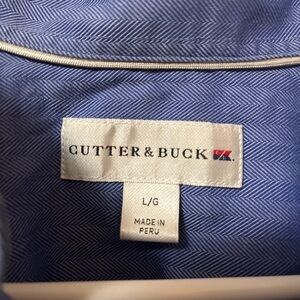 CUTTER & BUCK
L/G
MADE IN
PERU